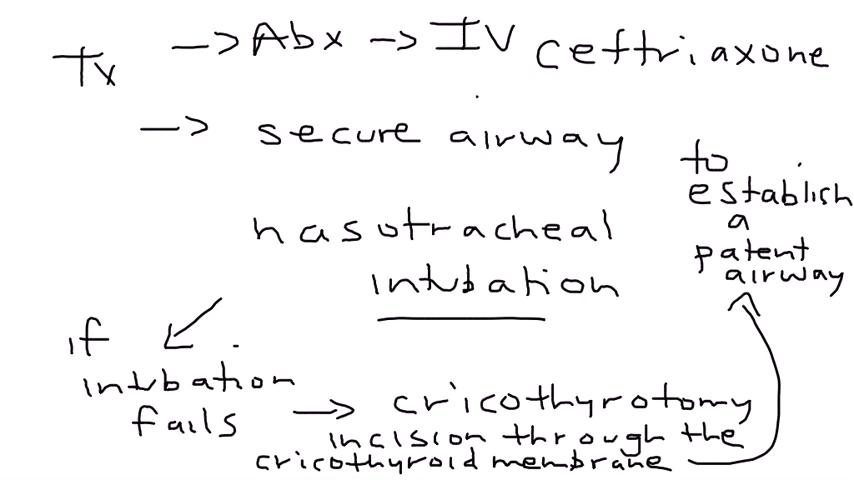 Tx → Abx → IV ceftriaxone
→ secure airway
nasotracheal
intubation
if
intubation
fails → cricothyrotomy
incision through the
cricothyroid membrane
to
establish
a
patent
airway